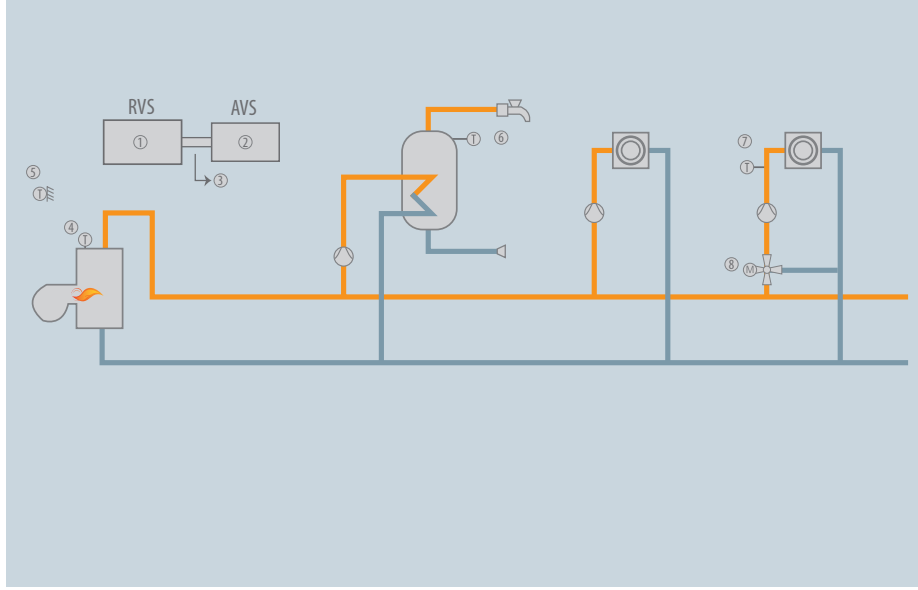 RVS AVS
① ② ⑥ ⑦
T T
③
⑤
T
④
T
⑧ M